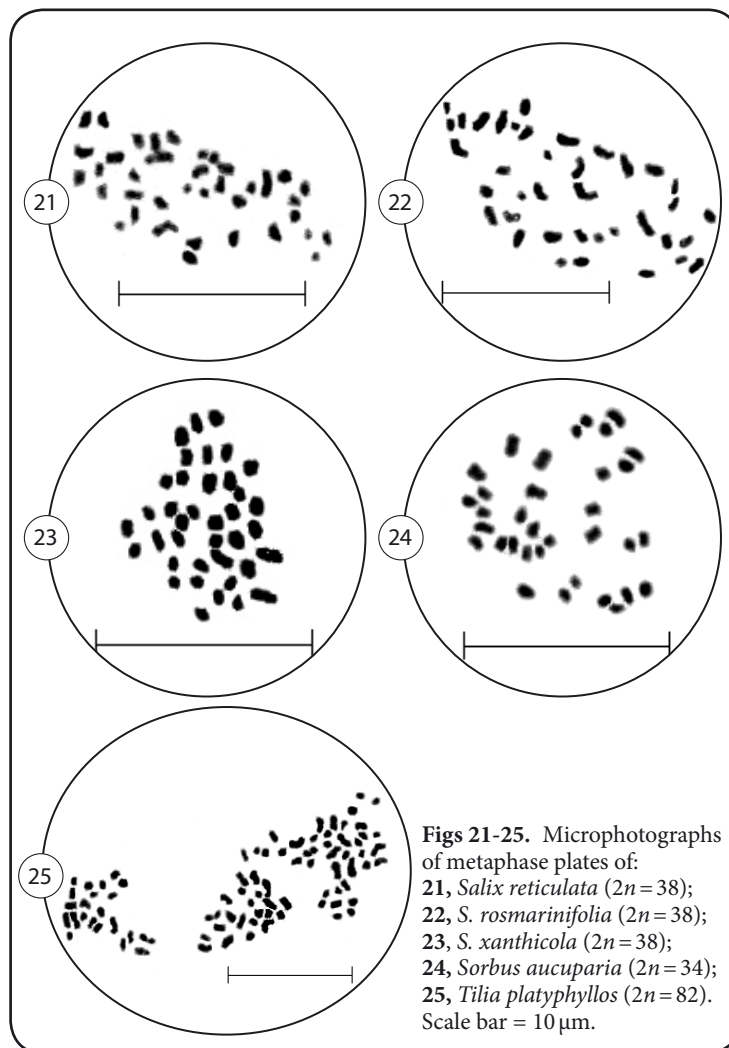 21
22
23
24
25
Figs 21-25. Microphotographs
of metaphase plates of:
21, Salix reticulata (2n=38);
22, S. rosmarinifolia (2n=38);
23, S. xanthicola (2n=38);
24, Sorbus aucuparia (2n=34);
25, Tilia platyphyllos (2n=82).
Scale bar = 10 μm.